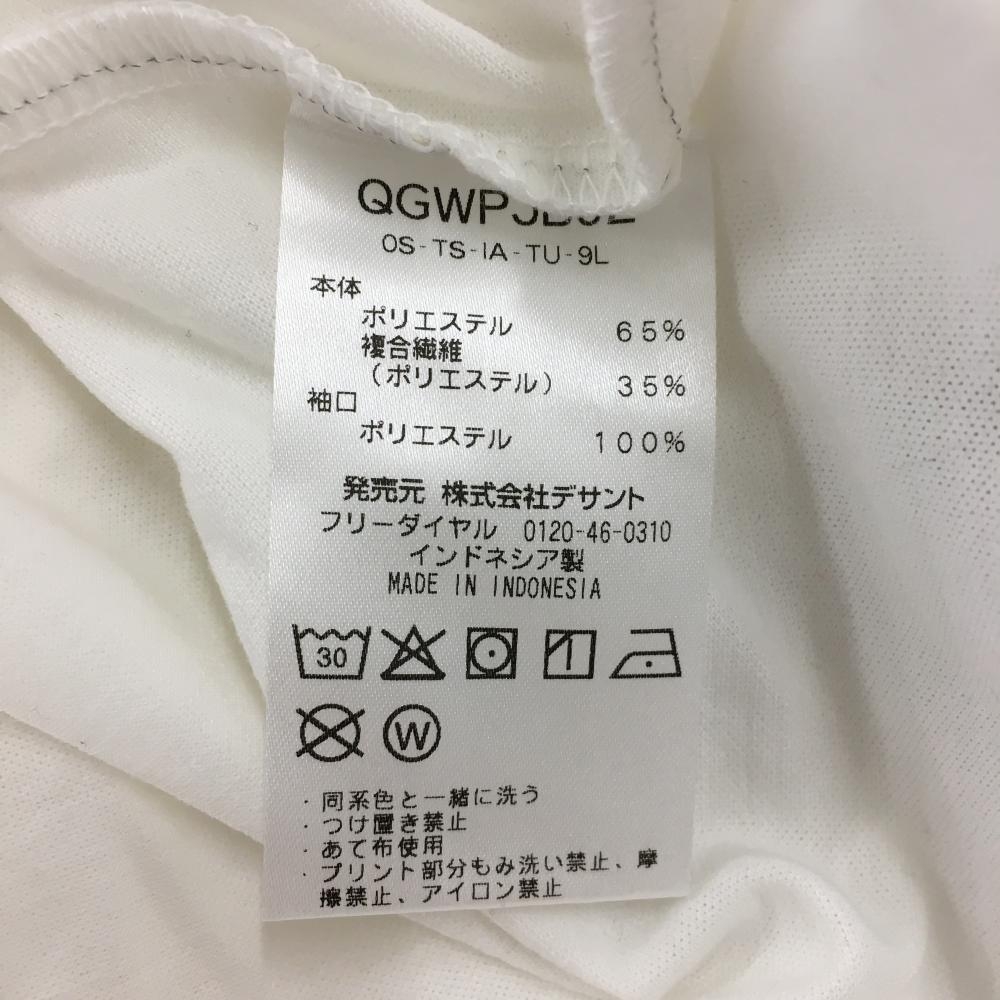 OS-TS-IA-TU-9L
本体
ポリエステル 65%
複合繊維
（ポリエステル） 35%
袖口
ポリエステル 100%
発売元 株式会社デサント
フリーダイヤル 0120-46-0310
インドネシア製
MADE IN INDONESIA
30
W
・同系色と一緒に洗う
・つけ置き禁止
・あて布使用
・プリント部分もみ洗い禁止、摩
擦禁止、アイロン禁止